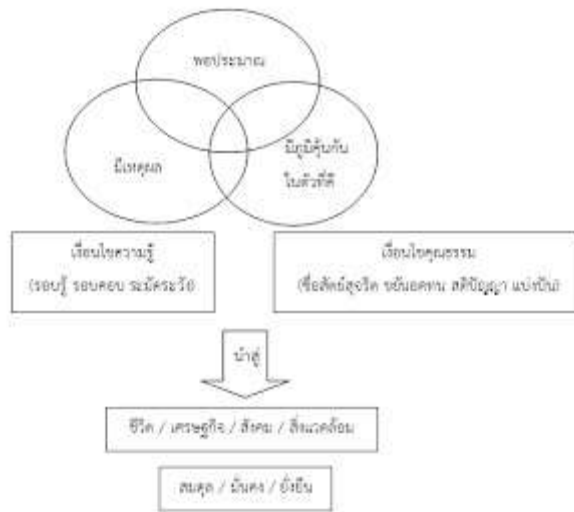 พอประมาณ
มีเหตุผล
มีภูมิคุ้มกัน
ในตัวที่ดี
เงื่อนไขความรู้
(รอบรู้ รอบคอบ ระมัดระวัง)
เงื่อนไขคุณธรรม
(ซื่อสัตย์สุจริต ขยันอดทน สติปัญญา แบ่งปัน)
นำสู่
ชีวิต / เศรษฐกิจ / สังคม / สิ่งแวดล้อม
สมดุล / มั่นคง / ยั่งยืน